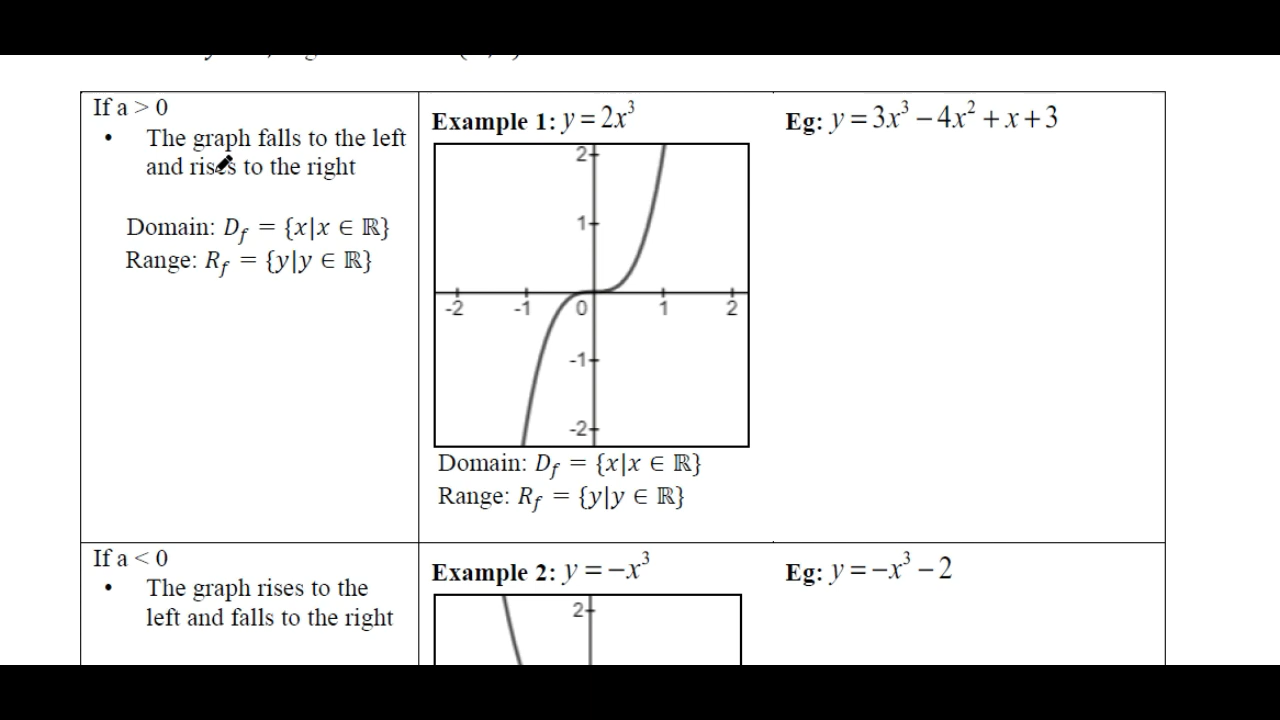 If a > 0
• The graph falls to the left
and rises to the right
Domain: D_f = {x|x ∈ ℝ}
Range: R_f = {y|y ∈ ℝ}
Example 1: y = 2x³
2
1
-2 -1 0 1 2
-1
-2
Domain: D_f = {x|x ∈ ℝ}
Range: R_f = {y|y ∈ ℝ}
Eg: y = 3x³ − 4x² + x + 3
If a < 0
• The graph rises to the
left and falls to the right
Example 2: y = −x³
2
Eg: y = −x³ − 2